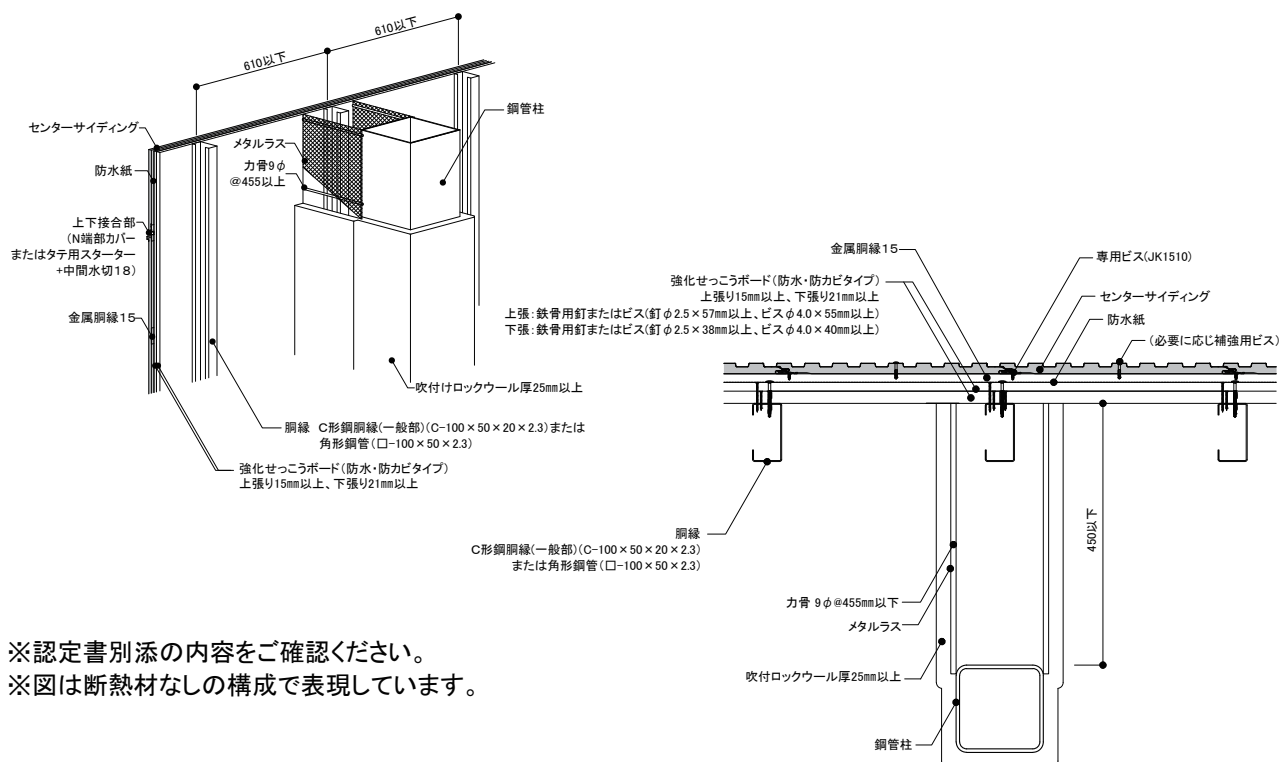 610以下
610以下
センターサイディング
防水紙
上下接合部
(N端部カバー
またはタテ用スターター
+中間水切18)
金属胴縁15
メタルラス
力骨9φ
@455以上
鋼管柱
吹付けロックウール厚25mm以上
胴縁 C形鋼胴縁(一般部)(C-100×50×20×2.3)または
角形鋼管(□-100×50×2.3)
強化せっこうボード(防水・防カビタイプ)
上張り15mm以上、下張り21mm以上
金属胴縁15
強化せっこうボード(防水・防カビタイプ)
上張り15mm以上、下張り21mm以上
上張:鉄骨用釘またはビス(釘φ2.5×57mm以上、ビスφ4.0×55mm以上)
下張:鉄骨用釘またはビス(釘φ2.5×38mm以上、ビスφ4.0×40mm以上)
専用ビス(JK1510)
センターサイディング
防水紙
(必要に応じ補強用ビス)
胴縁
C形鋼胴縁(一般部)(C-100×50×20×2.3)
または角形鋼管(□-100×50×2.3)
450以下
力骨 9φ@455mm以下
メタルラス
吹付ロックウール厚25mm以上
鋼管柱
※認定書別添の内容をご確認ください。
※図は断熱材なしの構成で表現しています。